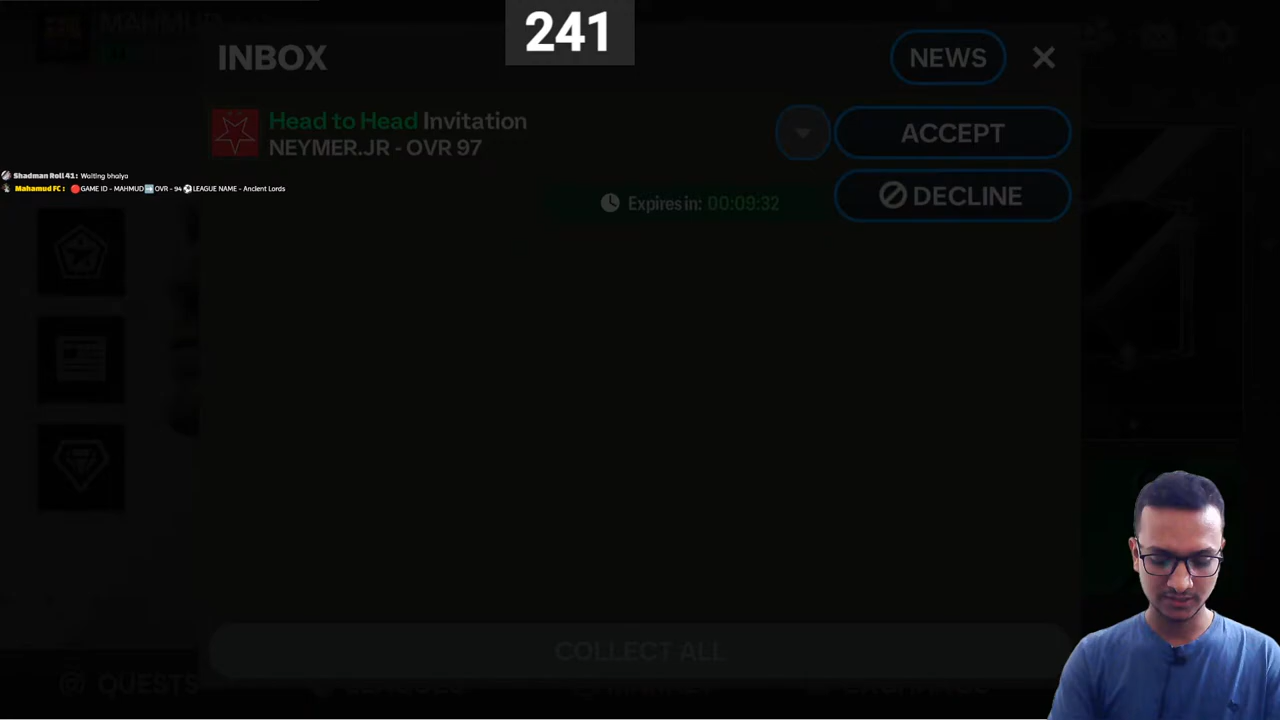 MAHMUD
241
INBOX
NEWS
Head to Head Invitation
NEYMER.JR - OVR 97
ACCEPT
Expires in: 00:09:32
DECLINE
Shadman Roll 41: Waiting bhaiya
Mahamud FC : 🔴GAME ID - MAHMUD➡️OVR - 94⚽LEAGUE NAME - Ancient Lords
COLLECT ALL
QUESTS